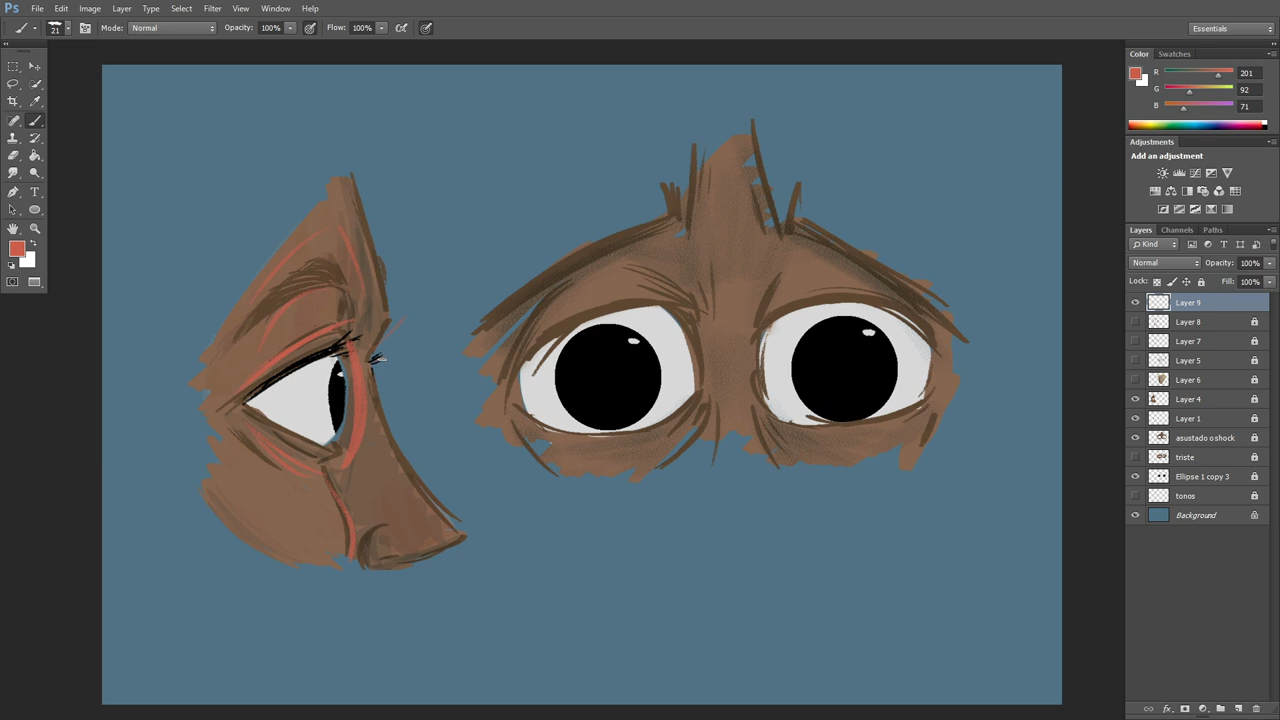 Ps File Edit Image Layer Type Select Filter View Window Help
21 Mode: Normal Opacity: 100% Flow: 100% Essentials
Color Swatches
R 201
G 92
B 71
Adjustments
Add an adjustment
Layers Channels Paths
Kind
Normal Opacity: 100%
Lock: Fill: 100%
Layer 9
Layer 8
Layer 7
Layer 5
Layer 6
Layer 4
Layer 1
asustado o shock
triste
Ellipse 1 copy 3
tonos
Background